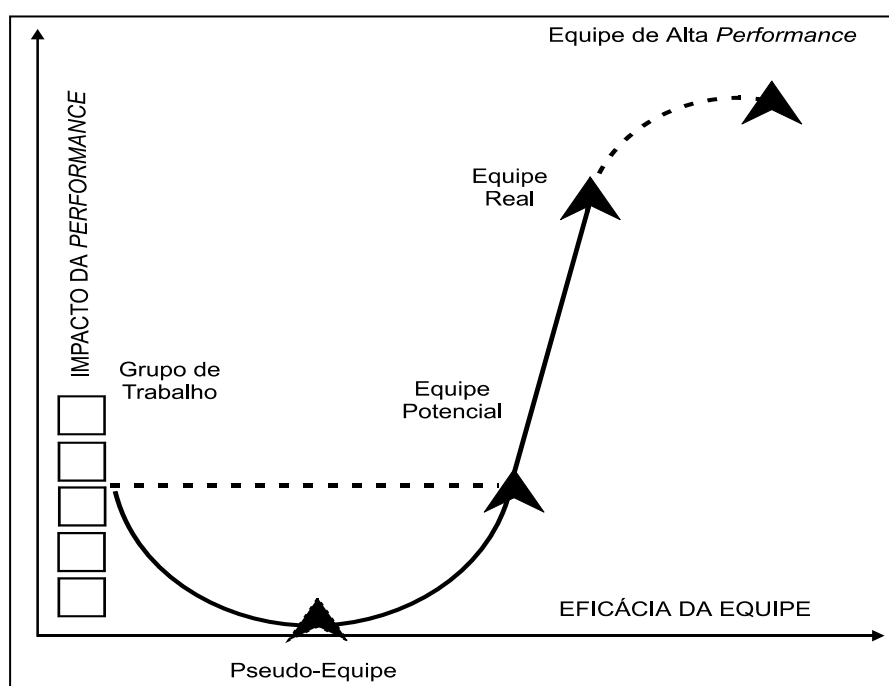 Equipe de Alta Performance
IMPACTO DA PERFORMANCE
Equipe
Real
Grupo de
Trabalho
Equipe
Potencial
EFICÁCIA DA EQUIPE
Pseudo-Equipe